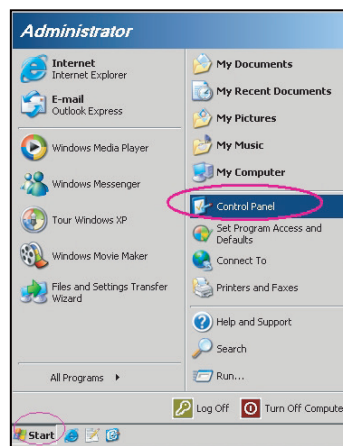 Administrator
Internet
Internet Explorer
E-mail
Outlook Express
Windows Media Player
Windows Messenger
Tour Windows XP
Windows Movie Maker
Files and Settings Transfer
Wizard
All Programs
My Documents
My Recent Documents
My Pictures
My Music
My Computer
Control Panel
Set Program Access and
Defaults
Connect To
Printers and Faxes
Help and Support
Search
Run...
Log Off
Turn Off Compute
Start